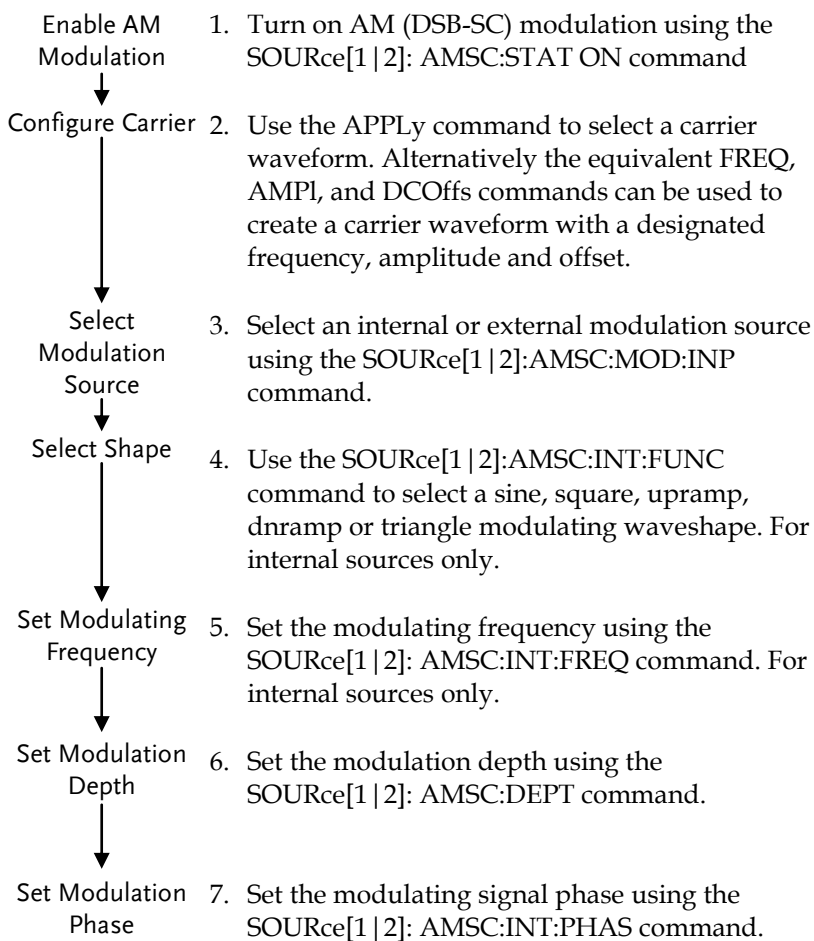 Enable AM
Modulation
1. Turn on AM (DSB-SC) modulation using the
SOURce[1|2]: AMSC:STAT ON command
Configure Carrier
2. Use the APPLy command to select a carrier
waveform. Alternatively the equivalent FREQ,
AMPl, and DCOffs commands can be used to
create a carrier waveform with a designated
frequency, amplitude and offset.
Select
Modulation
Source
3. Select an internal or external modulation source
using the SOURce[1|2]:AMSC:MOD:INP
command.
Select Shape
4. Use the SOURce[1|2]:AMSC:INT:FUNC
command to select a sine, square, upramp,
dnramp or triangle modulating waveshape. For
internal sources only.
Set Modulating
Frequency
5. Set the modulating frequency using the
SOURce[1|2]: AMSC:INT:FREQ command. For
internal sources only.
Set Modulation
Depth
6. Set the modulation depth using the
SOURce[1|2]: AMSC:DEPT command.
Set Modulation
Phase
7. Set the modulating signal phase using the
SOURce[1|2]: AMSC:INT:PHAS command.